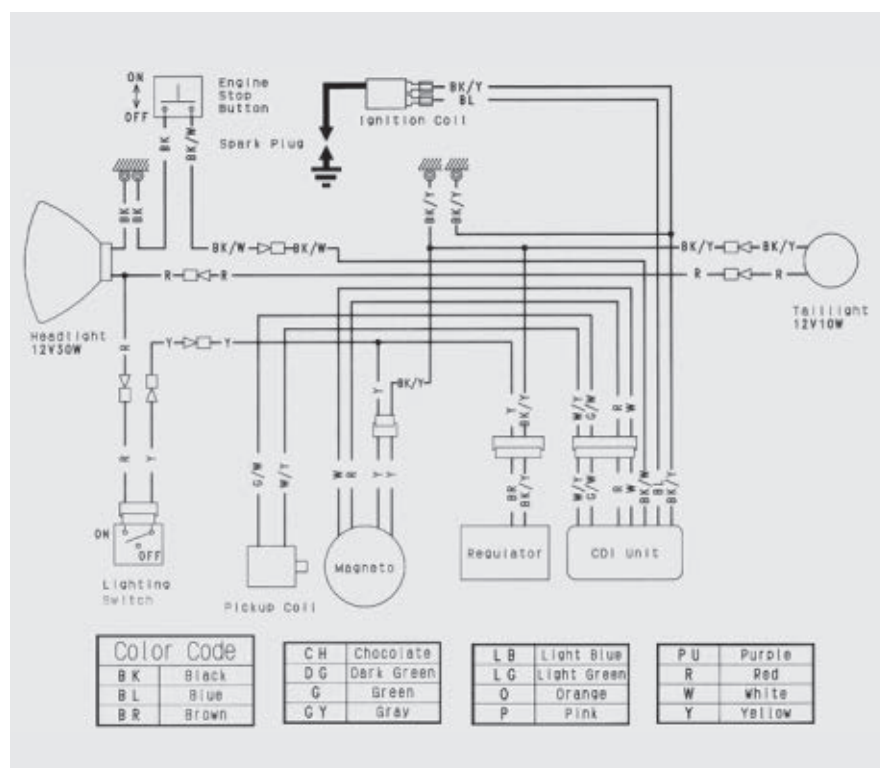 ON
OFF
Engine
Stop
Button
BK
BK/W
Spark Plug
BK/Y
BL
Ignition Coil
BK
BK
BK/Y
BK/Y
BK/W
BK/W
BK/Y
BK/Y
R
R
R
R
Headlight
12V30W
Taillight
12V10W
R
Y
Y
Y
BK/Y
Y
BK/Y
W/Y
G/W
R
W
R
Y
G/W
W/Y
W
R
Y
Y
BR
BK/Y
W/Y
G/W
R
W
BK/W
BL
BK/Y
ON
OFF
Lighting
Switch
Pickup Coil
Magneto
Regulator
CDI Unit
Color Code
BK Black
BL Blue
BR Brown
CH Chocolate
DG Dark Green
G Green
GY Gray
LB Light Blue
LG Light Green
O Orange
P Pink
PU Purple
R Red
W White
Y Yellow